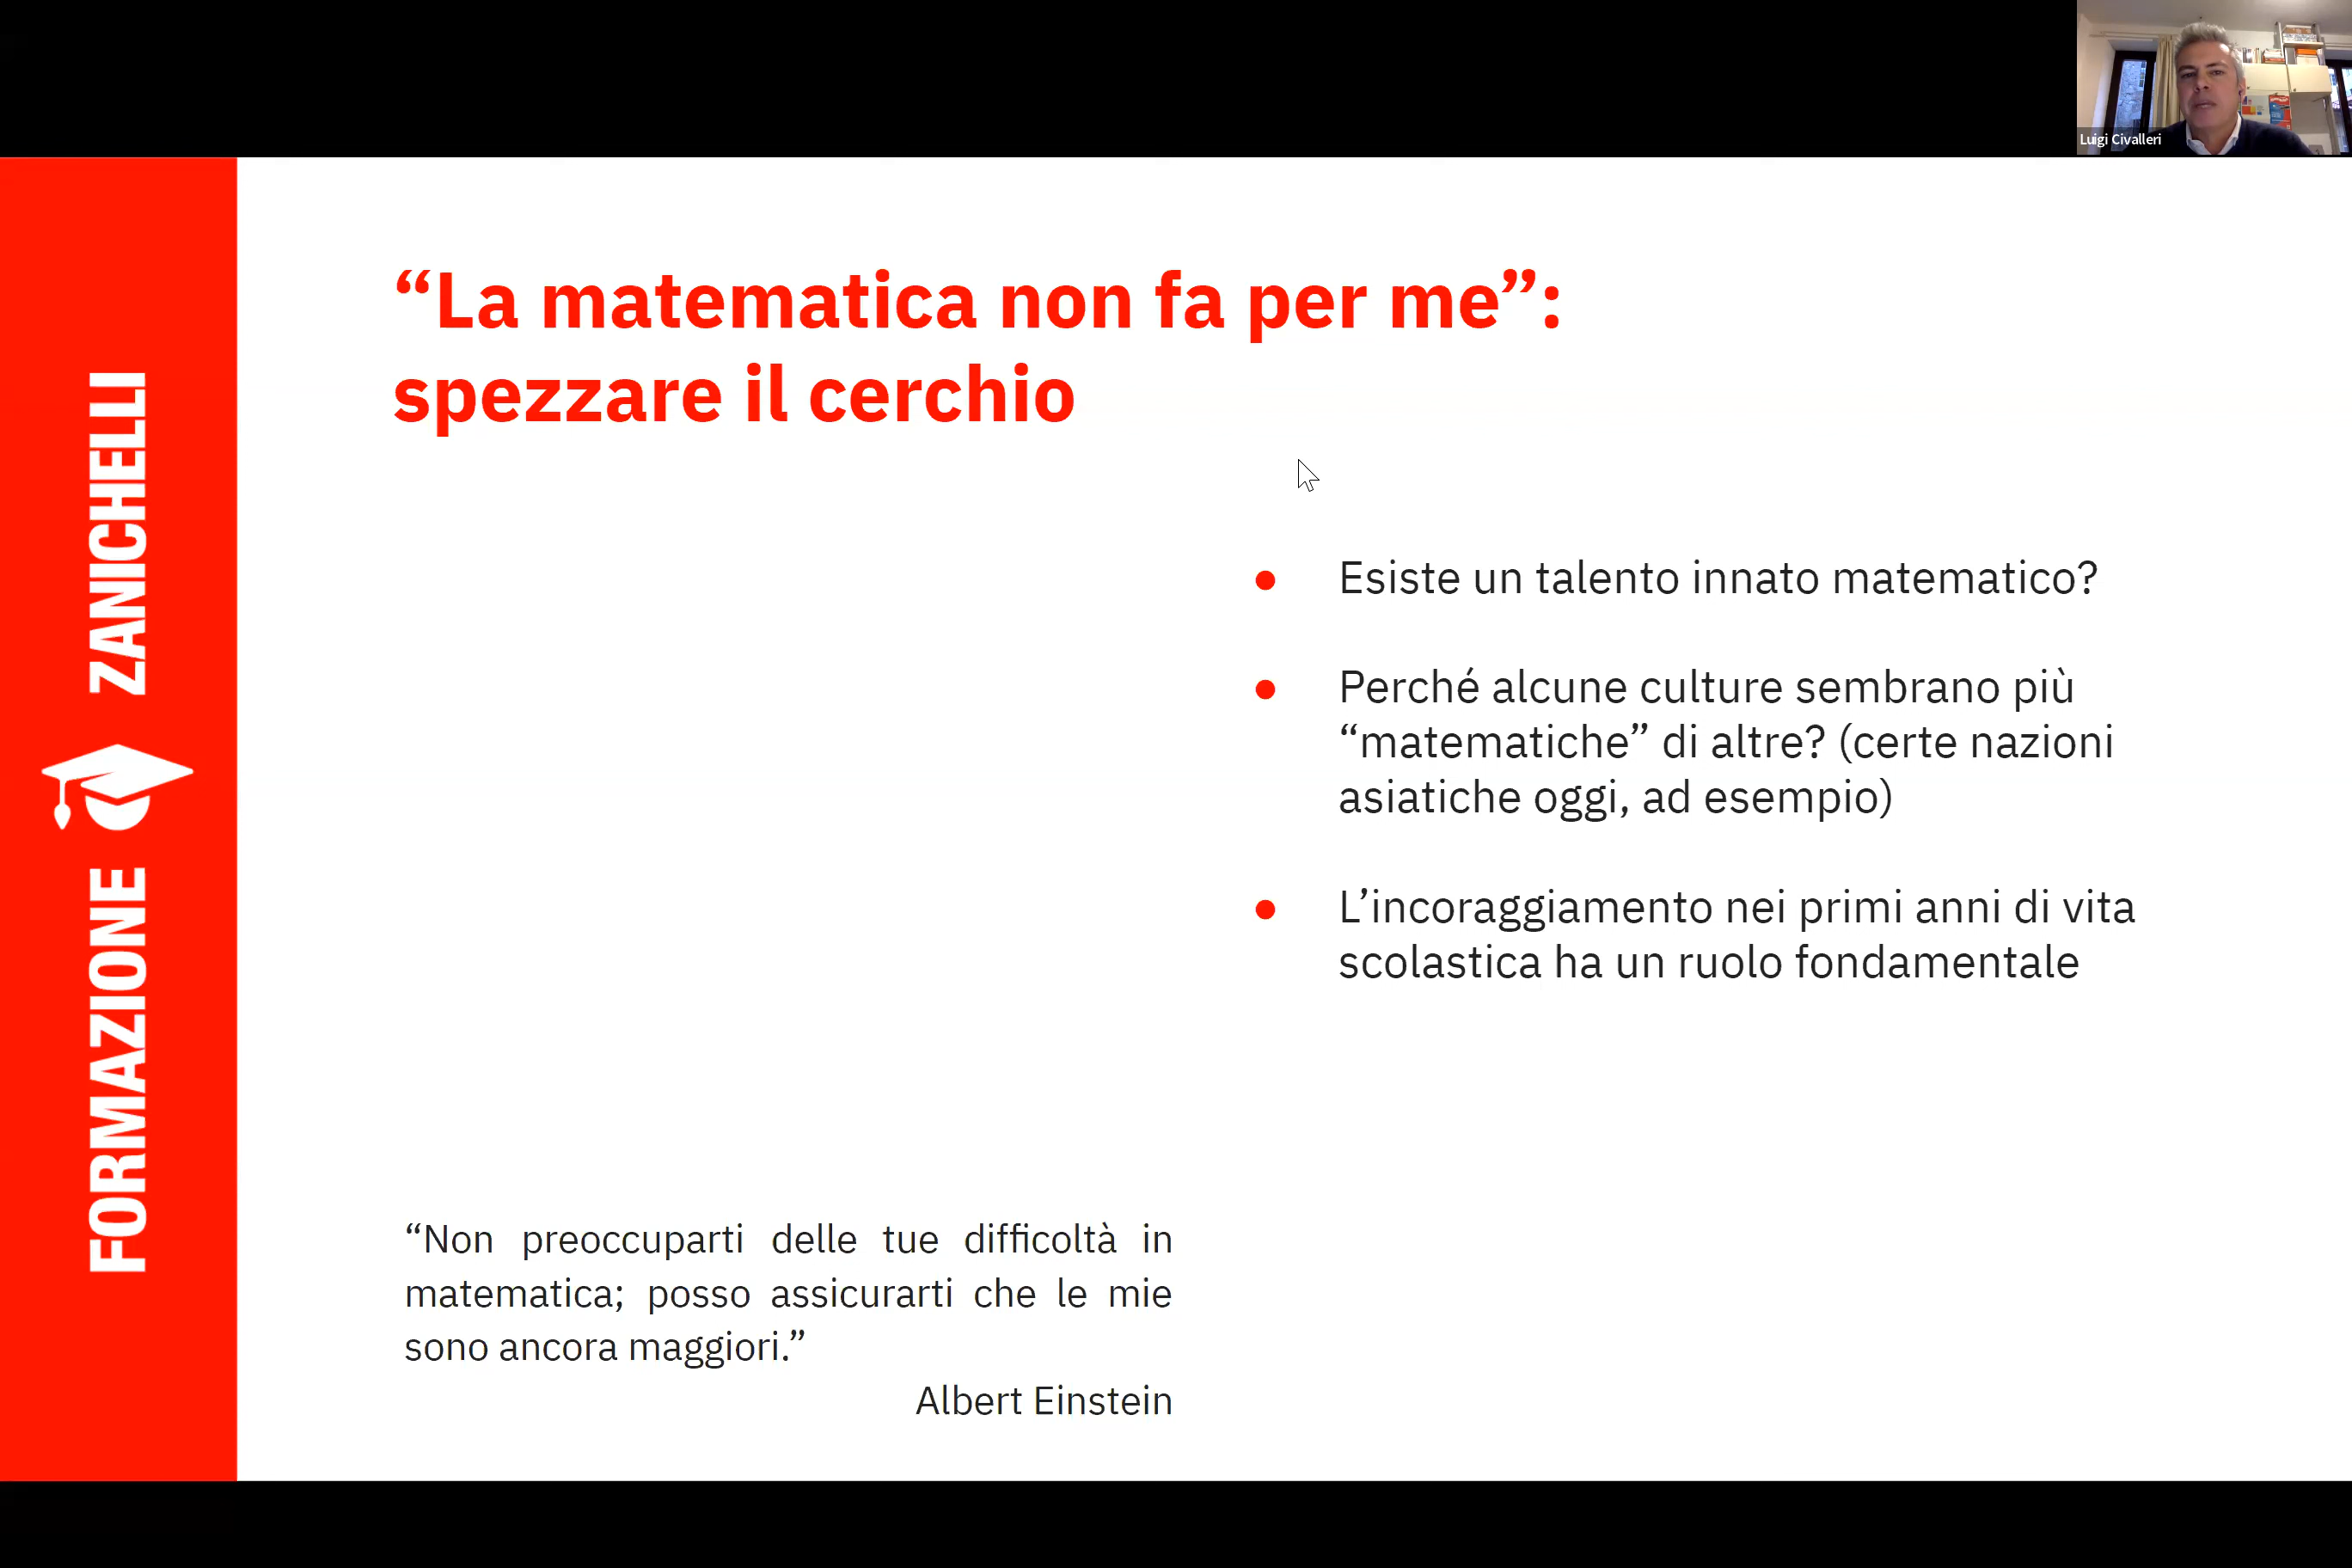 Luigi Civalleri
FORMAZIONE ZANICHELLI
“La matematica non fa per me”:
spezzare il cerchio
Esiste un talento innato matematico?
Perché alcune culture sembrano più
“matematiche” di altre? (certe nazioni
asiatiche oggi, ad esempio)
L’incoraggiamento nei primi anni di vita
scolastica ha un ruolo fondamentale
“Non preoccuparti delle tue difficoltà in
matematica; posso assicurarti che le mie
sono ancora maggiori.”
Albert Einstein